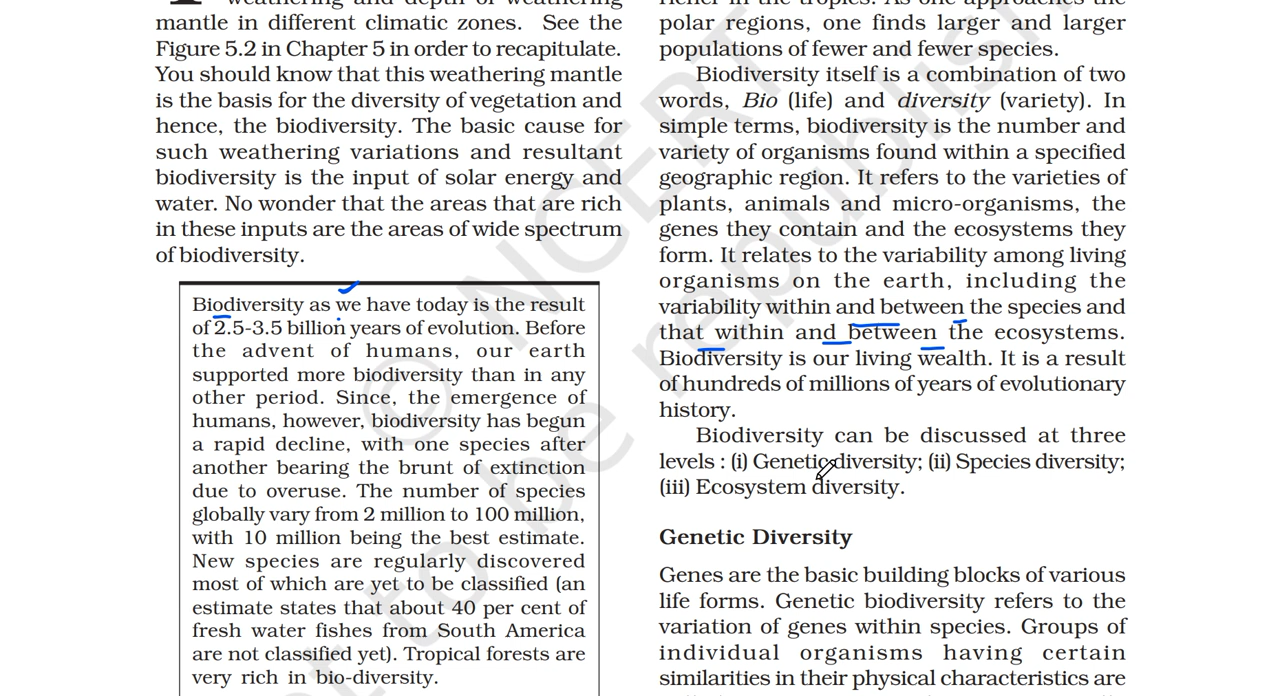 weathering and depth of weathering
mantle in different climatic zones. See the
Figure 5.2 in Chapter 5 in order to recapitulate.
You should know that this weathering mantle
is the basis for the diversity of vegetation and
hence, the biodiversity. The basic cause for
such weathering variations and resultant
biodiversity is the input of solar energy and
water. No wonder that the areas that are rich
in these inputs are the areas of wide spectrum
of biodiversity.
Biodiversity as we have today is the result
of 2.5-3.5 billion years of evolution. Before
the advent of humans, our earth
supported more biodiversity than in any
other period. Since, the emergence of
humans, however, biodiversity has begun
a rapid decline, with one species after
another bearing the brunt of extinction
due to overuse. The number of species
globally vary from 2 million to 100 million,
with 10 million being the best estimate.
New species are regularly discovered
most of which are yet to be classified (an
estimate states that about 40 per cent of
fresh water fishes from South America
are not classified yet). Tropical forests are
very rich in bio-diversity.
richer in the tropics. As one approaches the
polar regions, one finds larger and larger
populations of fewer and fewer species.
Biodiversity itself is a combination of two
words, Bio (life) and diversity (variety). In
simple terms, biodiversity is the number and
variety of organisms found within a specified
geographic region. It refers to the varieties of
plants, animals and micro-organisms, the
genes they contain and the ecosystems they
form. It relates to the variability among living
organisms on the earth, including the
variability within and between the species and
that within and between the ecosystems.
Biodiversity is our living wealth. It is a result
of hundreds of millions of years of evolutionary
history.
Biodiversity can be discussed at three
levels : (i) Genetic diversity; (ii) Species diversity;
(iii) Ecosystem diversity.
Genetic Diversity
Genes are the basic building blocks of various
life forms. Genetic biodiversity refers to the
variation of genes within species. Groups of
individual organisms having certain
similarities in their physical characteristics are
© NCERT
to be republish